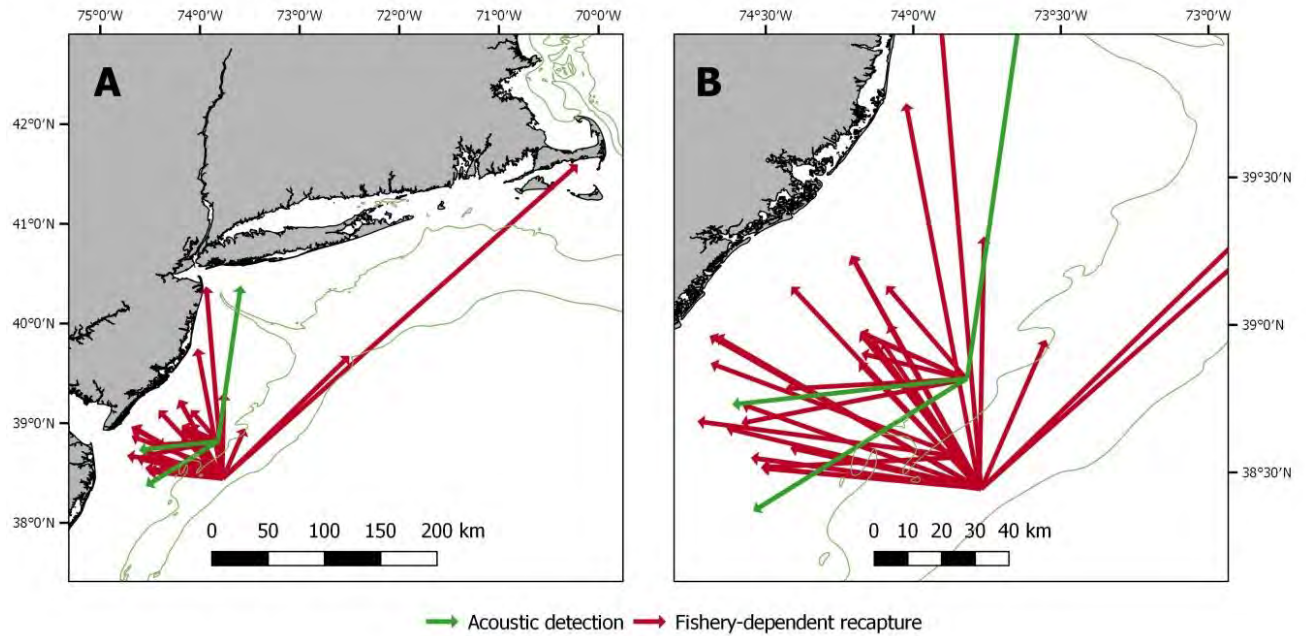 75°0'W 74°0'W 73°0'W 72°0'W 71°0'W 70°0'W
74°30'W 74°0'W 73°30'W 73°0'W
A
B
42°0'N
41°0'N
40°0'N
39°0'N
38°0'N
39°30'N
39°0'N
38°30'N
0 50 100 150 200 km
0 10 20 30 40 km
Acoustic detection Fishery-dependent recapture